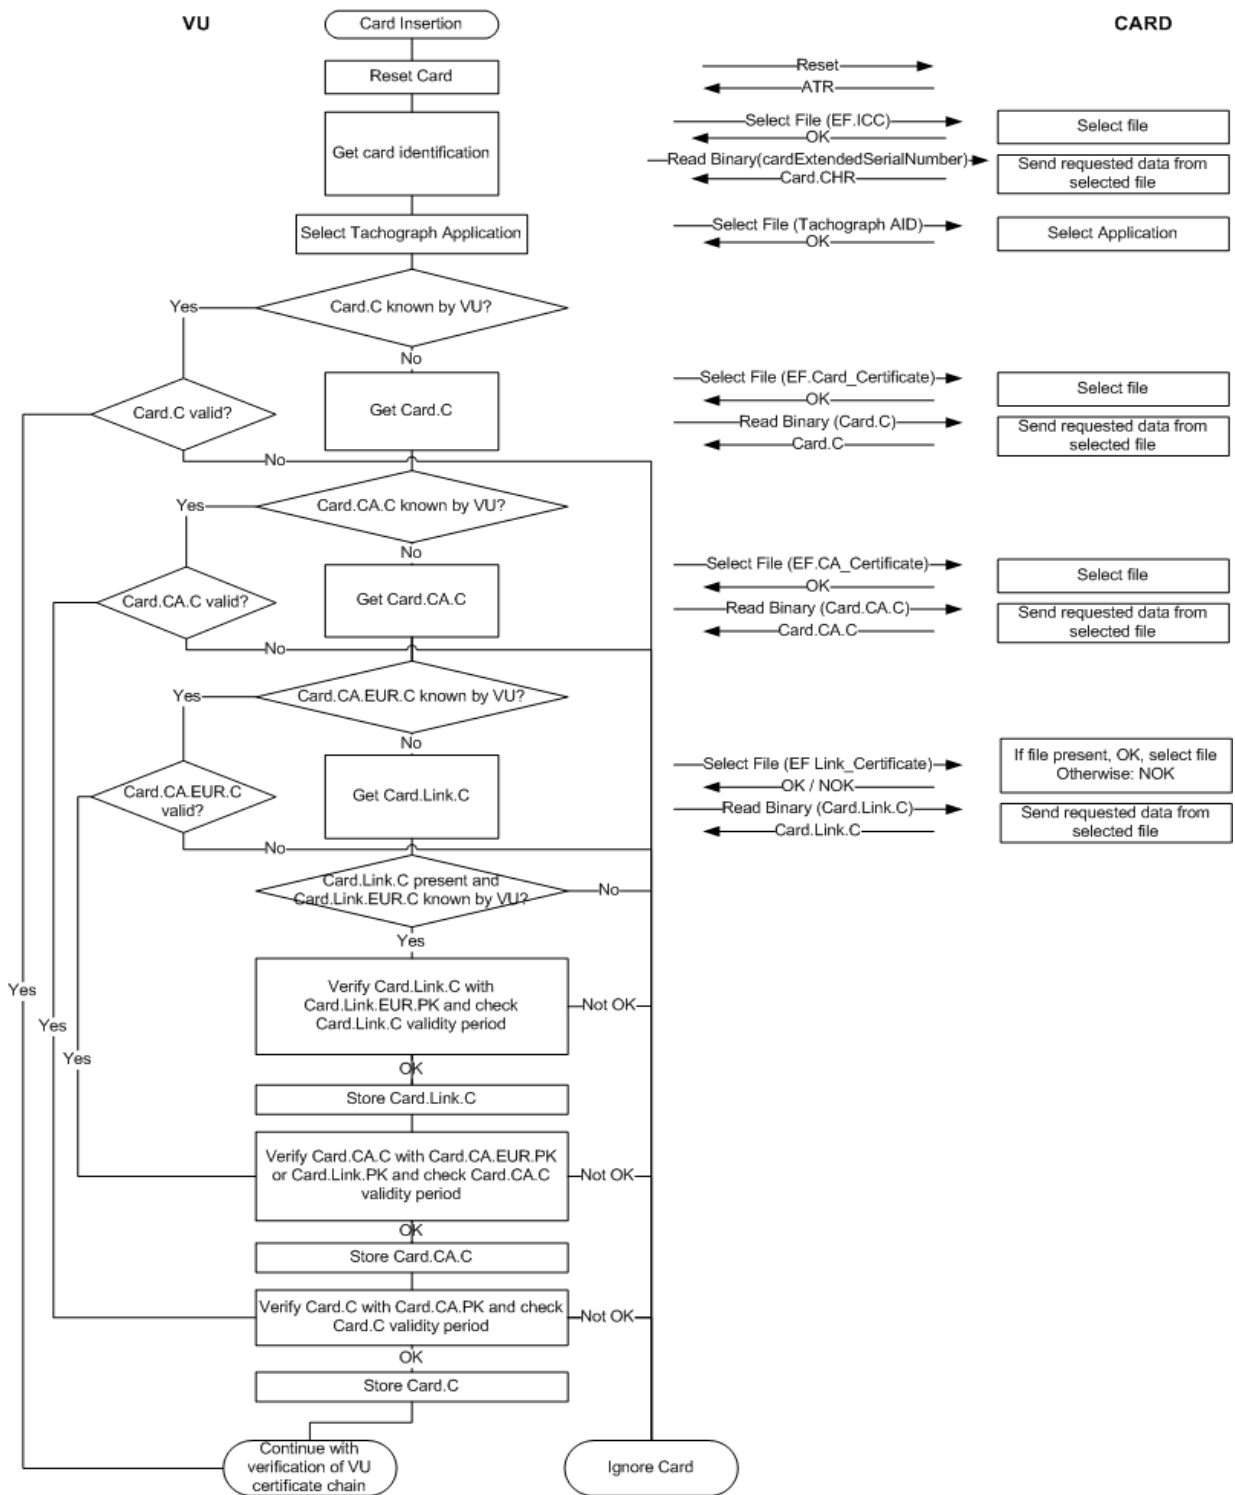 VU
Card Insertion
CARD
Reset Card
Reset
ATR
Get card identification
Select File (EF.ICC)
OK
Select file
Read Binary(cardExtendedSerialNumber)
Card.CHR
Send requested data from
selected file
Select Tachograph Application
Select File (Tachograph AID)
OK
Select Application
Yes
Card.C known by VU?
No
Card.C valid?
Get Card.C
Select File (EF.Card_Certificate)
OK
Select file
Read Binary (Card.C)
Card.C
Send requested data from
selected file
No
Yes
Card.CA.C known by VU?
No
Card.CA.C valid?
Get Card.CA.C
Select File (EF.CA_Certificate)
OK
Select file
Read Binary (Card.CA.C)
Card.CA.C
Send requested data from
selected file
No
Yes
Card.CA.EUR.C known by VU?
No
Card.CA.EUR.C
valid?
Get Card.Link.C
Select File (EF Link_Certificate)
OK / NOK
If file present, OK, select file
Otherwise: NOK
Read Binary (Card.Link.C)
Card.Link.C
Send requested data from
selected file
No
Card.Link.C present and
Card.Link.EUR.C known by VU?
No
Yes
Verify Card.Link.C with
Card.Link.EUR.PK and check
Card.Link.C validity period
Not OK
Yes
Yes
Yes
OK
Store Card.Link.C
Verify Card.CA.C with Card.CA.EUR.PK
or Card.Link.PK and check Card.CA.C
validity period
Not OK
OK
Store Card.CA.C
Verify Card.C with Card.CA.PK and check
Card.C validity period
Not OK
OK
Store Card.C
Continue with
verification of VU
certificate chain
Ignore Card